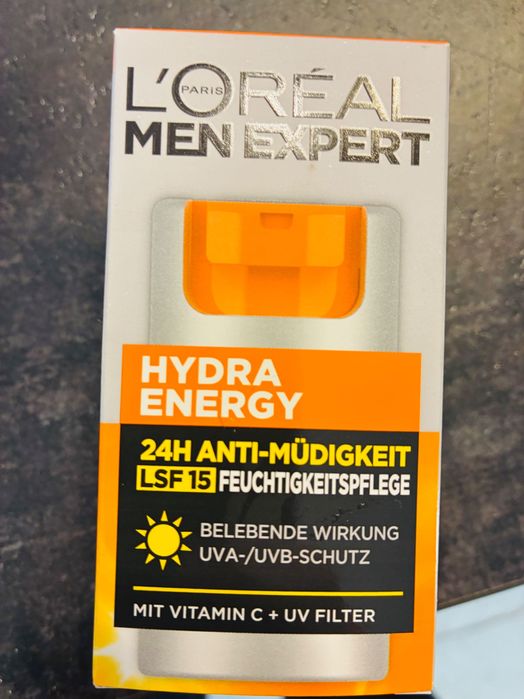 L'ORÉAL
PARIS
MEN EXPERT
HYDRA
ENERGY
24H ANTI-MÜDIGKEIT
LSF 15 FEUCHTIGKEITSPFLEGE
BELEBENDE WIRKUNG
UVA-/UVB-SCHUTZ
MIT VITAMIN C + UV FILTER